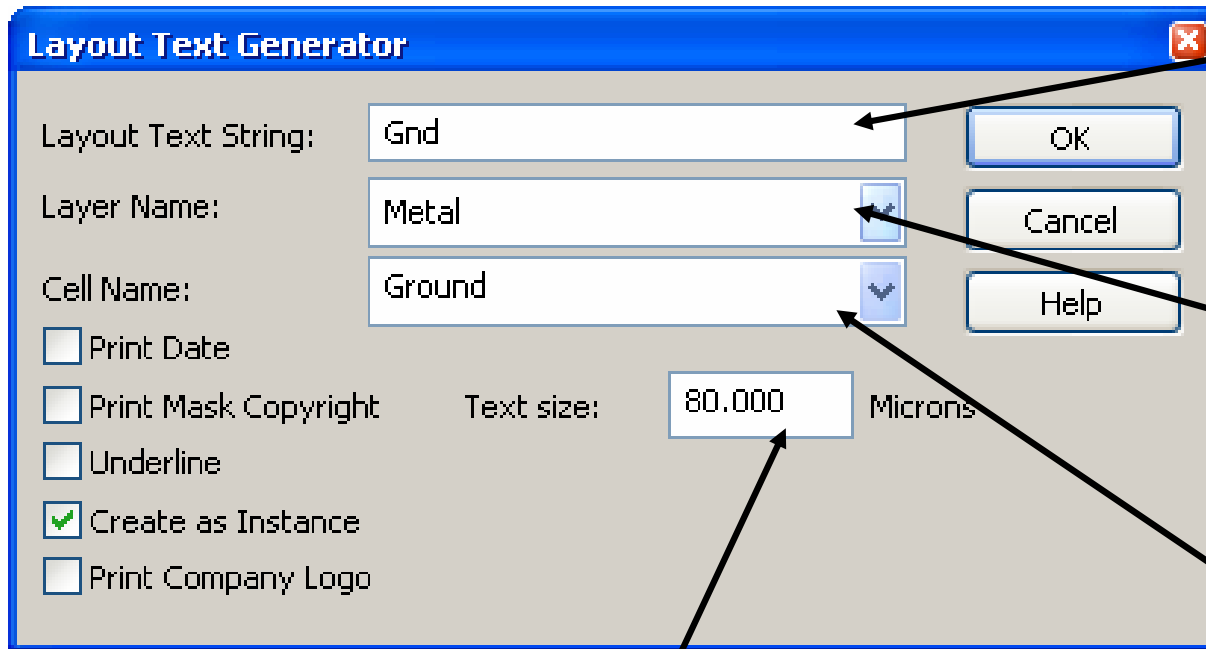 Layout Text Generator
Layout Text String: Gnd OK
Layer Name: Metal Cancel
Cell Name: Ground Help
Print Date
Print Mask Copyright Text size: 80.000 Microns
Underline
Create as Instance
Print Company Logo